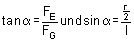 tan α = F_E / F_G und sin α = (r/2) / l